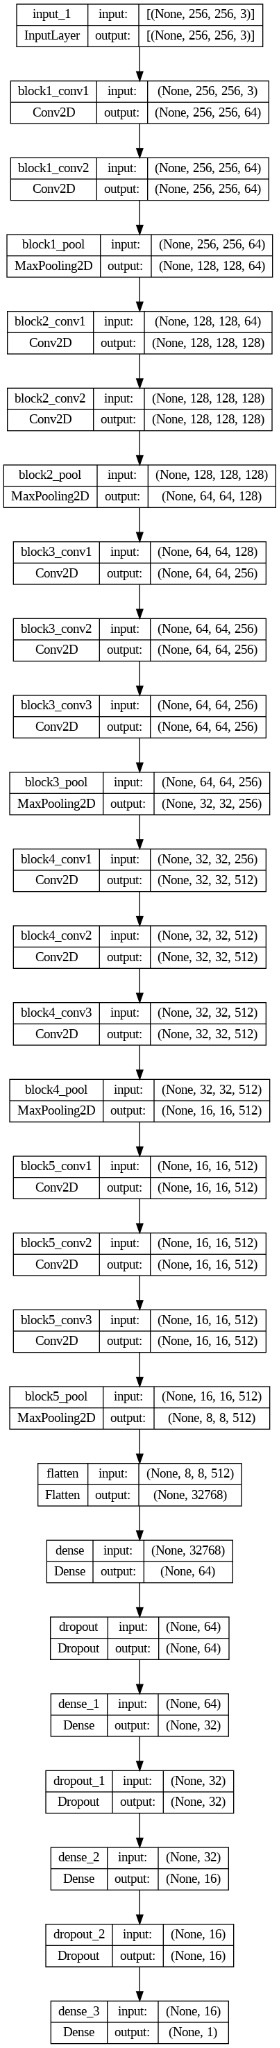 input_1 input: [(None, 256, 256, 3)]
InputLayer output: [(None, 256, 256, 3)]
block1_conv1 input: (None, 256, 256, 3)
Conv2D output: (None, 256, 256, 64)
block1_conv2 input: (None, 256, 256, 64)
Conv2D output: (None, 256, 256, 64)
block1_pool input: (None, 256, 256, 64)
MaxPooling2D output: (None, 128, 128, 64)
block2_conv1 input: (None, 128, 128, 64)
Conv2D output: (None, 128, 128, 128)
block2_conv2 input: (None, 128, 128, 128)
Conv2D output: (None, 128, 128, 128)
block2_pool input: (None, 128, 128, 128)
MaxPooling2D output: (None, 64, 64, 128)
block3_conv1 input: (None, 64, 64, 128)
Conv2D output: (None, 64, 64, 256)
block3_conv2 input: (None, 64, 64, 256)
Conv2D output: (None, 64, 64, 256)
block3_conv3 input: (None, 64, 64, 256)
Conv2D output: (None, 64, 64, 256)
block3_pool input: (None, 64, 64, 256)
MaxPooling2D output: (None, 32, 32, 256)
block4_conv1 input: (None, 32, 32, 256)
Conv2D output: (None, 32, 32, 512)
block4_conv2 input: (None, 32, 32, 512)
Conv2D output: (None, 32, 32, 512)
block4_conv3 input: (None, 32, 32, 512)
Conv2D output: (None, 32, 32, 512)
block4_pool input: (None, 32, 32, 512)
MaxPooling2D output: (None, 16, 16, 512)
block5_conv1 input: (None, 16, 16, 512)
Conv2D output: (None, 16, 16, 512)
block5_conv2 input: (None, 16, 16, 512)
Conv2D output: (None, 16, 16, 512)
block5_conv3 input: (None, 16, 16, 512)
Conv2D output: (None, 16, 16, 512)
block5_pool input: (None, 16, 16, 512)
MaxPooling2D output: (None, 8, 8, 512)
flatten input: (None, 8, 8, 512)
Flatten output: (None, 32768)
dense input: (None, 32768)
Dense output: (None, 64)
dropout input: (None, 64)
Dropout output: (None, 64)
dense_1 input: (None, 64)
Dense output: (None, 32)
dropout_1 input: (None, 32)
Dropout output: (None, 32)
dense_2 input: (None, 32)
Dense output: (None, 16)
dropout_2 input: (None, 16)
Dropout output: (None, 16)
dense_3 input: (None, 16)
Dense output: (None, 1)